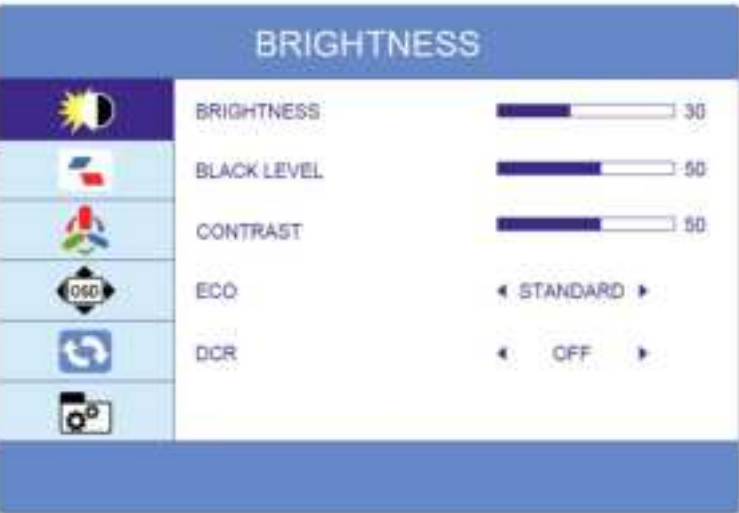 BRIGHTNESS
BRIGHTNESS 30
BLACK LEVEL 50
CONTRAST 50
ECO STANDARD
OSD
DCR OFF